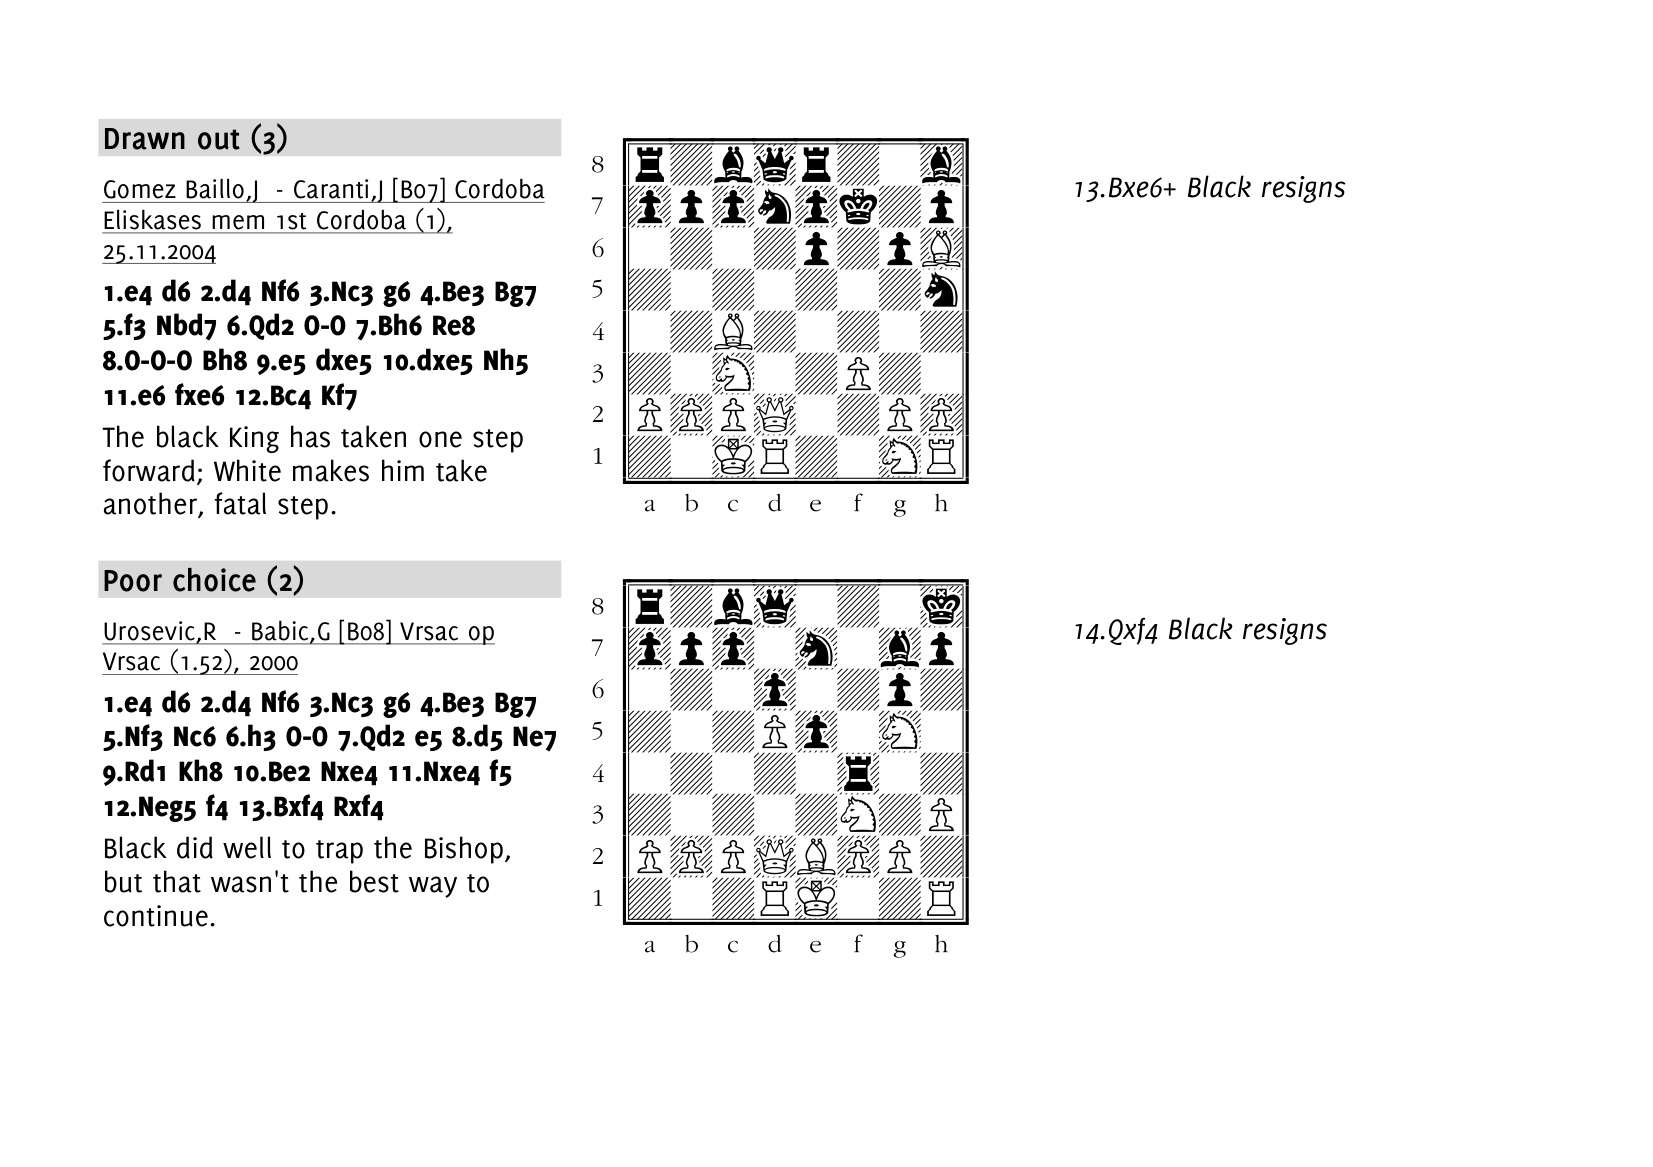 Drawn out (3)
Gomez Baillo,J - Caranti,J [B07] Cordoba
Eliskases mem 1st Cordoba (1),
25.11.2004
1.e4 d6 2.d4 Nf6 3.Nc3 g6 4.Be3 Bg7
5.f3 Nbd7 6.Qd2 0-0 7.Bh6 Re8
8.0-0-0 Bh8 9.e5 dxe5 10.dxe5 Nh5
11.e6 fxe6 12.Bc4 Kf7
The black King has taken one step
forward; White makes him take
another, fatal step.
8
7
6
5
4
3
2
1
a b c d e f g h
13.Bxe6+ Black resigns
Poor choice (2)
Urosevic,R - Babic,G [B08] Vrsac op
Vrsac (1.52), 2000
1.e4 d6 2.d4 Nf6 3.Nc3 g6 4.Be3 Bg7
5.Nf3 Nc6 6.h3 0-0 7.Qd2 e5 8.d5 Ne7
9.Rd1 Kh8 10.Be2 Nxe4 11.Nxe4 f5
12.Neg5 f4 13.Bxf4 Rxf4
Black did well to trap the Bishop,
but that wasn't the best way to
continue.
8
7
6
5
4
3
2
1
a b c d e f g h
14.Qxf4 Black resigns